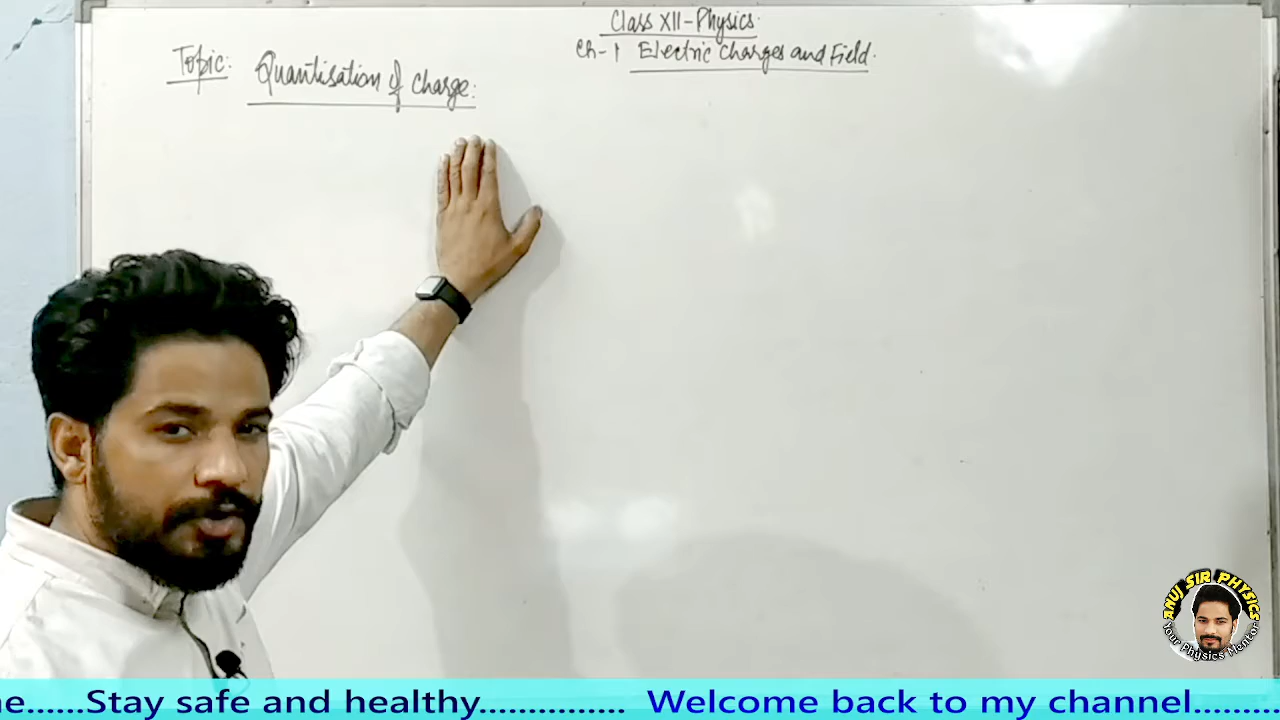 Class XII-Physics.
Ch-1 Electric Charges and Field.
Topic: Quantisation of charge:
ANUJ SIR PHYSICS
Your Physics Mentor
e......Stay safe and healthy............... Welcome back to my channel.........